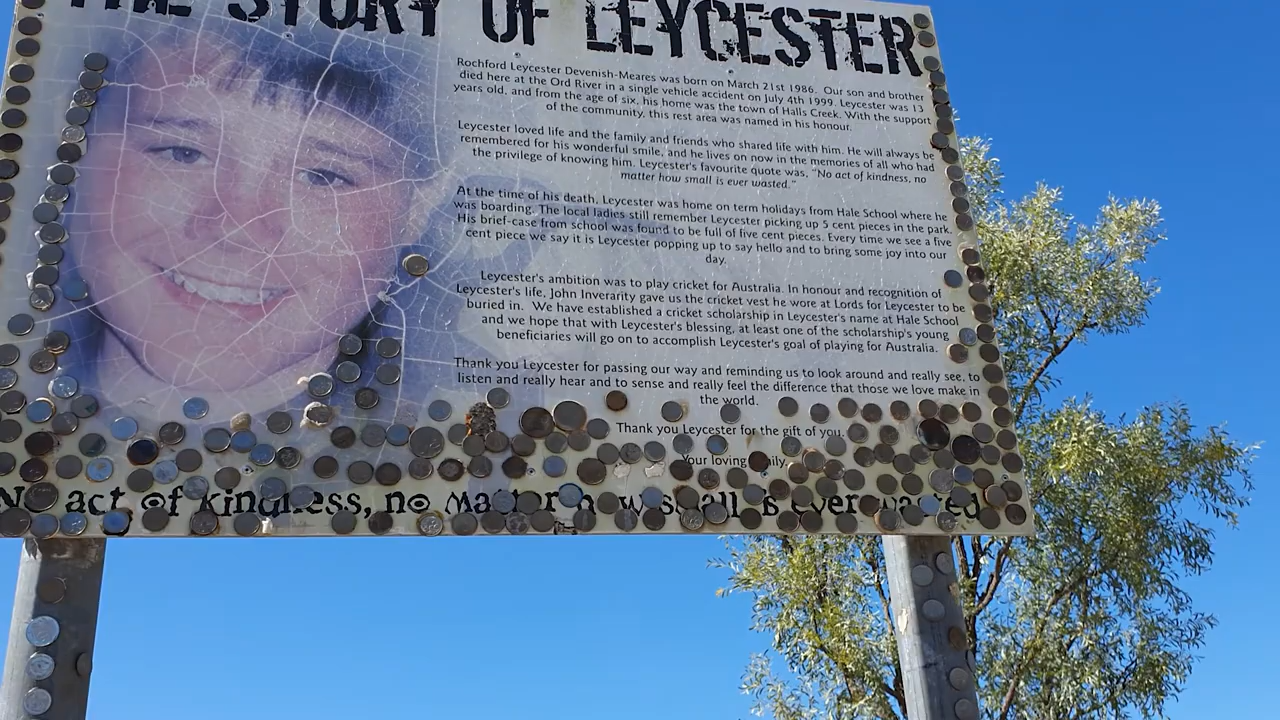 THE STORY OF LEYCESTER
Rochford Leycester Devenish-Meares was born on March 21st 1986. Our son and brother
died here at the Ord River in a single vehicle accident on July 4th 1999. Leycester was 13
years old, and from the age of six, his home was the town of Halls Creek. With the support
of the community, this rest area was named in his honour.
Leycester loved life and the family and friends who shared life with him. He will always be
remembered for his wonderful smile, and he lives on now in the memories of all who had
the privilege of knowing him. Leycester's favourite quote was, "No act of kindness, no
matter how small is ever wasted."
At the time of his death, Leycester was home on term holidays from Hale School where he
was boarding. The local ladies still remember Leycester picking up 5 cent pieces in the park.
His brief-case from school was found to be full of five cent pieces. Every time we see a five
cent piece we say it is Leycester popping up to say hello and to bring some joy into our
day.
Leycester's ambition was to play cricket for Australia. In honour and recognition of
Leycester's life, John Inverarity gave us the cricket vest he wore at Lords for Leycester to be
buried in. We have established a cricket scholarship in Leycester's name at Hale School
and we hope that with Leycester's blessing, at least one of the scholarship's young
beneficiaries will go on to accomplish Leycester's goal of playing for Australia.
Thank you Leycester for passing our way and reminding us to look around and really see, to
listen and really hear and to sense and really feel the difference that those we love make in
the world.
Thank you Leycester for the gift of you.
Your loving family
No act of kindness, no matter how small is ever wasted